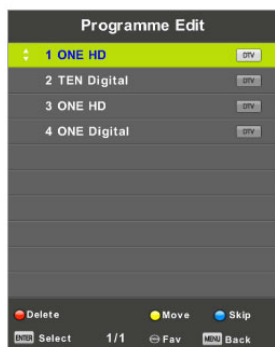 Programme Edit
1 ONE HD DTV
2 TEN Digital DTV
3 ONE HD DTV
4 ONE Digital DTV
Delete Move Skip
ENTER Select 1/1 Fav MENU Back